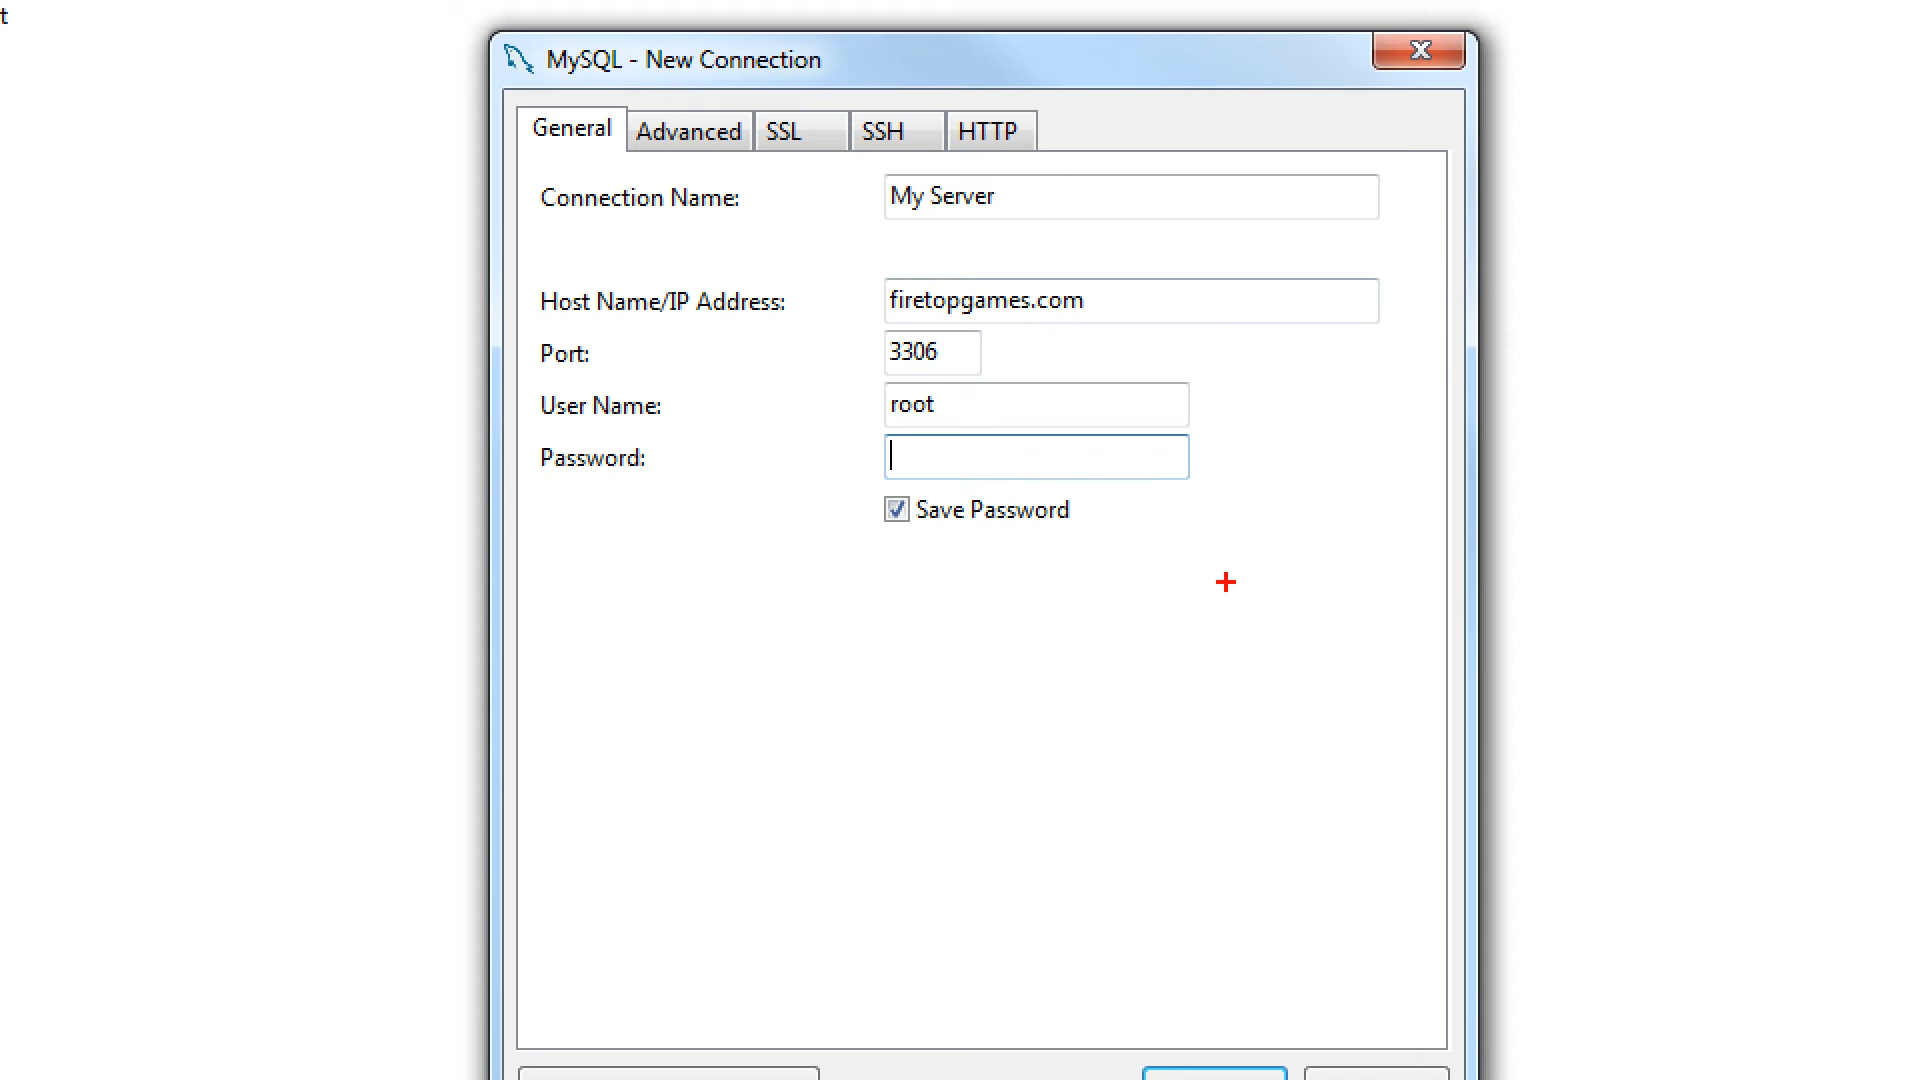 t
MySQL - New Connection
General Advanced SSL SSH HTTP
Connection Name: My Server
Host Name/IP Address: firetopgames.com
Port: 3306
User Name: root
Password:
Save Password